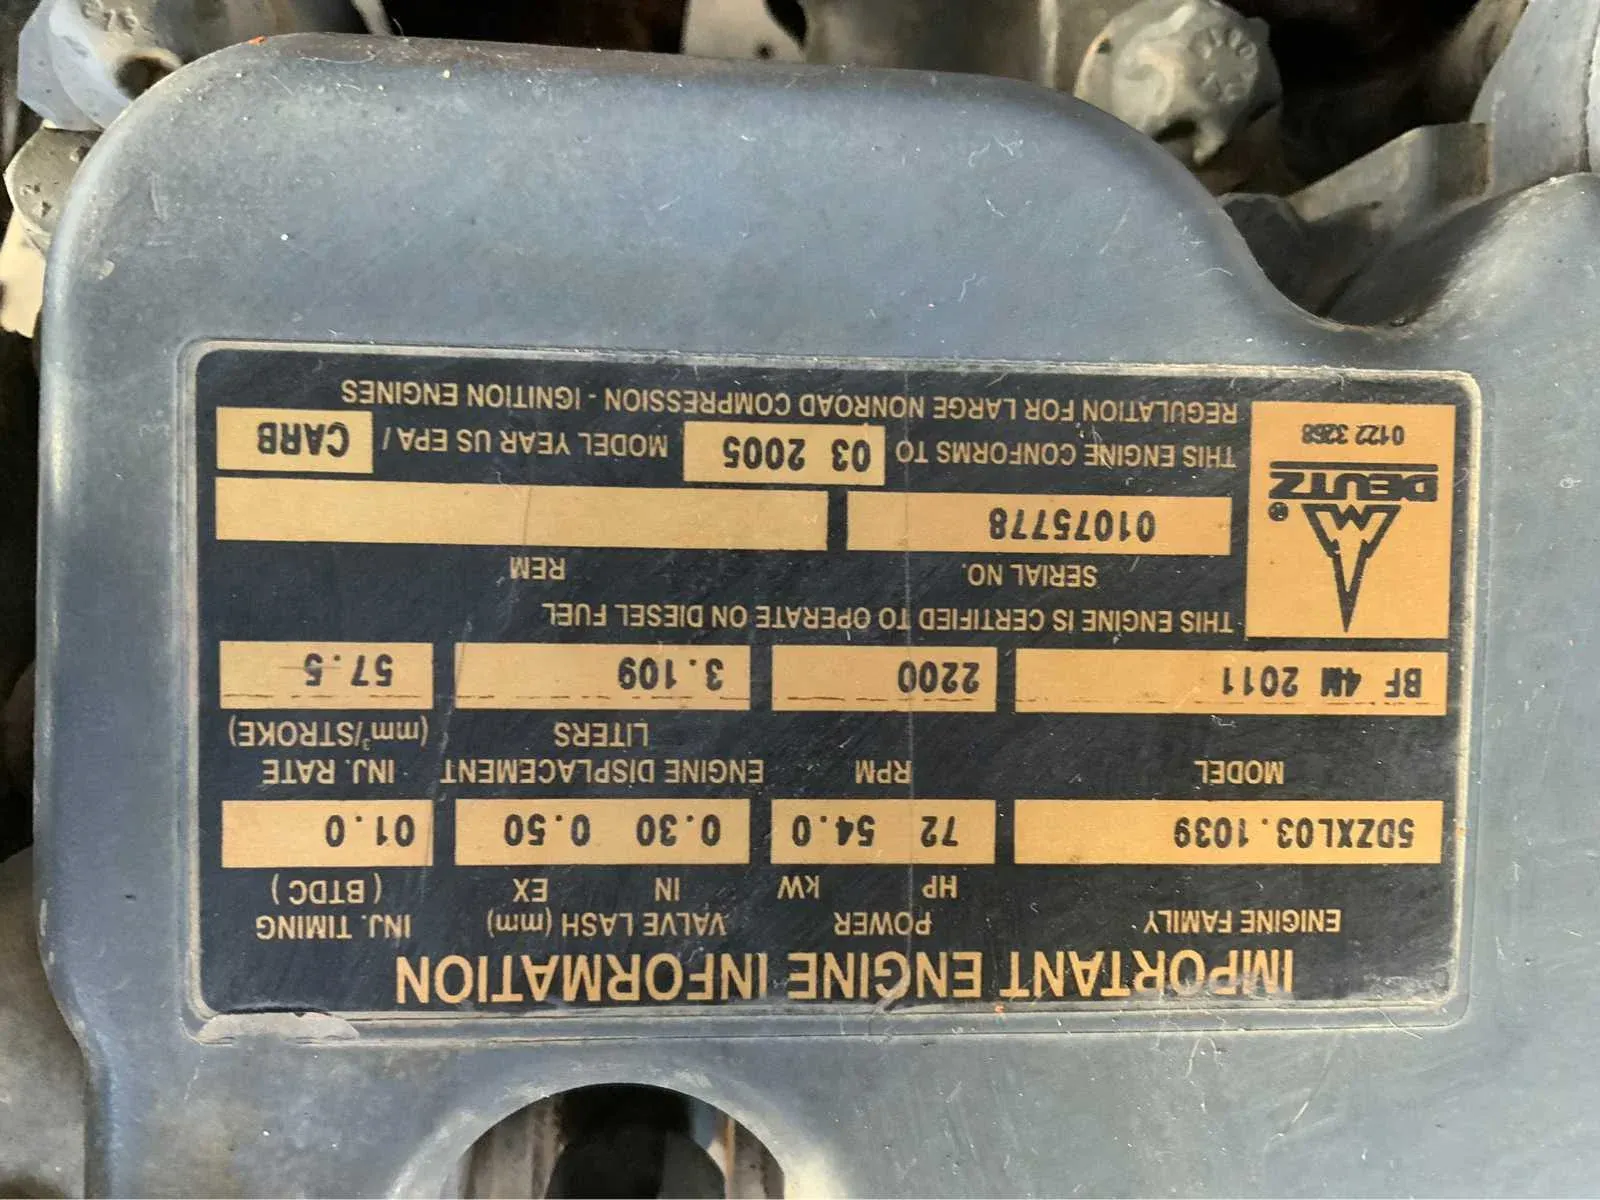 IMPORTANT ENGINE INFORMATION
ENIGINE FAMILY POWER VALVE LASH (mm) INJ. TIMING
HP kW IN EX (BTDC)
5DZXL03.1039 72 54.0 0.30 0.50 01.0
MODEL RPM ENGINE DISPLACEMENT INJ. RATE
LITERS (mm³/STROKE)
BF 4M 2011 2200 3.109 57.5
THIS ENGINE IS CERTIFIED TO OPERATE ON DIESEL FUEL
SERIAL NO. REM
DEUTZ ®
01075778
0122 3268
THIS ENGINE CONFORMS TO 03 2005 MODEL YEAR US EPA / CARB
REGULATION FOR LARGE NONROAD COMPRESSION - IGNITION ENGINES